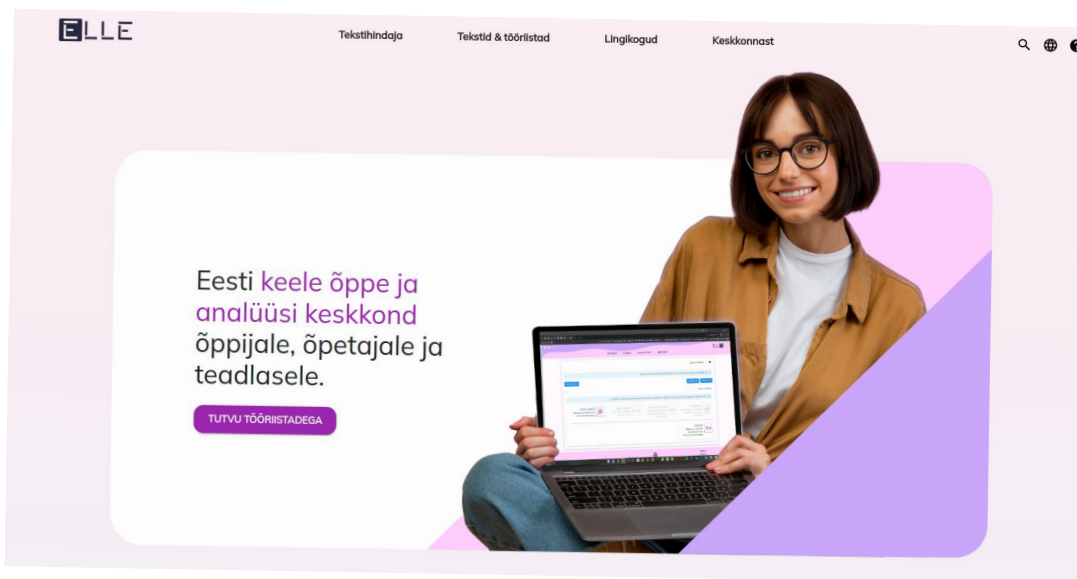 ELLE
Tekstihindaja
Tekstid & tööriistad
Lingikogud
Keskkonnast
Eesti keele õppe ja
analüüsi keskkond
õppijale, õpetajale ja
teadlasele.
TUTVU TÖÖRIISTADEGA